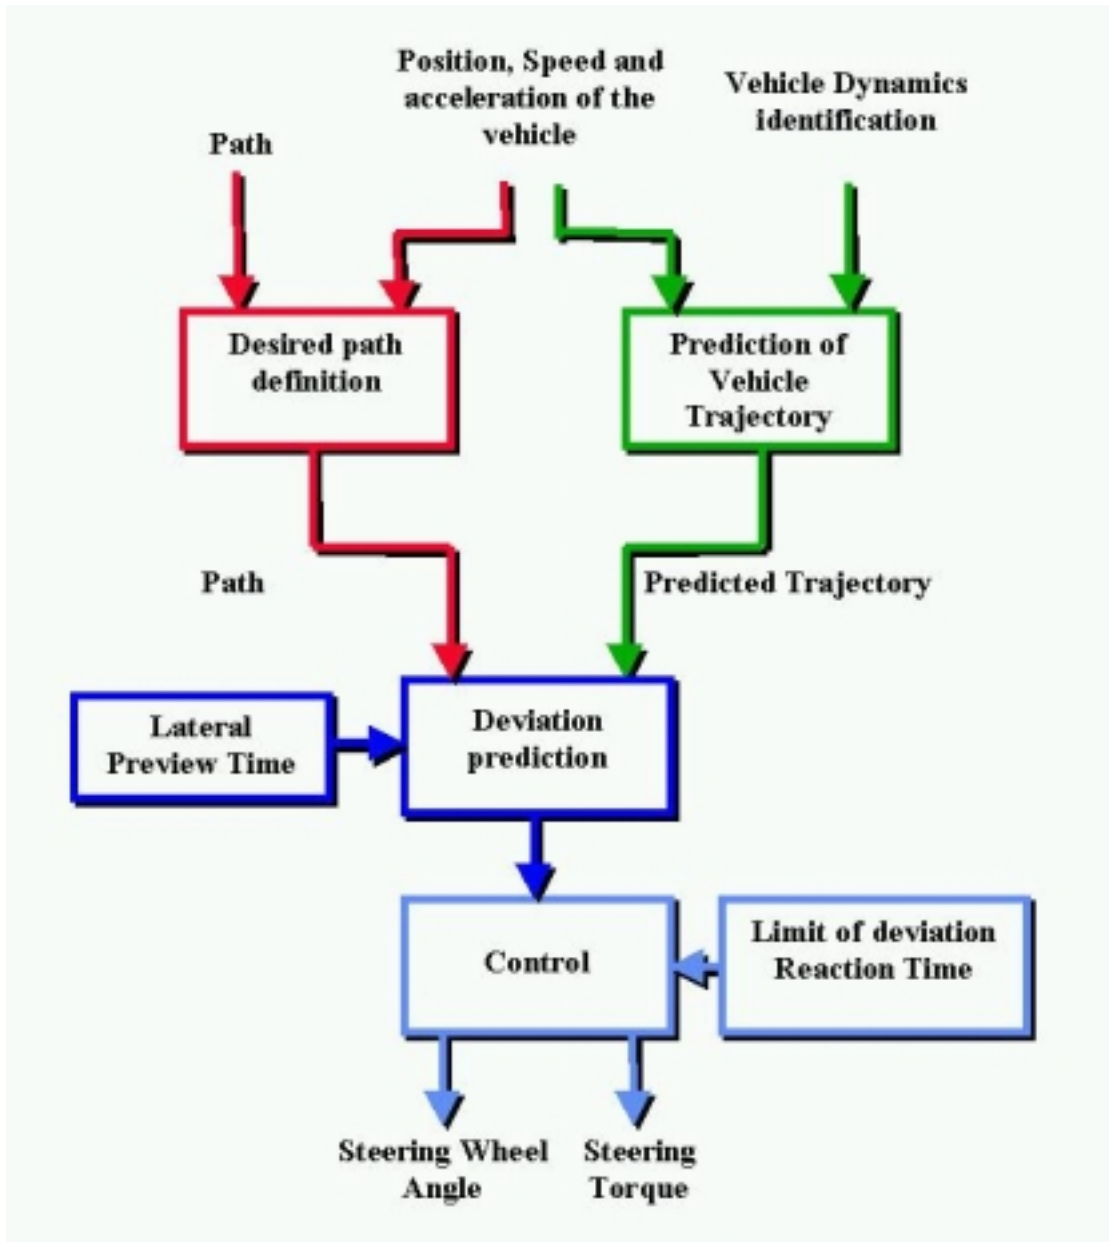 Position, Speed and
acceleration of the
vehicle
Vehicle Dynamics
identification
Path
Desired path
definition
Prediction of
Vehicle
Trajectory
Path
Predicted Trajectory
Lateral
Preview Time
Deviation
prediction
Control
Limit of deviation
Reaction Time
Steering Wheel
Angle
Steering
Torque